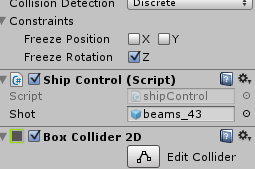 Collision Detection Discrete
Constraints
Freeze Position X Y
Freeze Rotation Z
Ship Control (Script)
Script shipControl
Shot beams_43
Box Collider 2D
Edit Collider